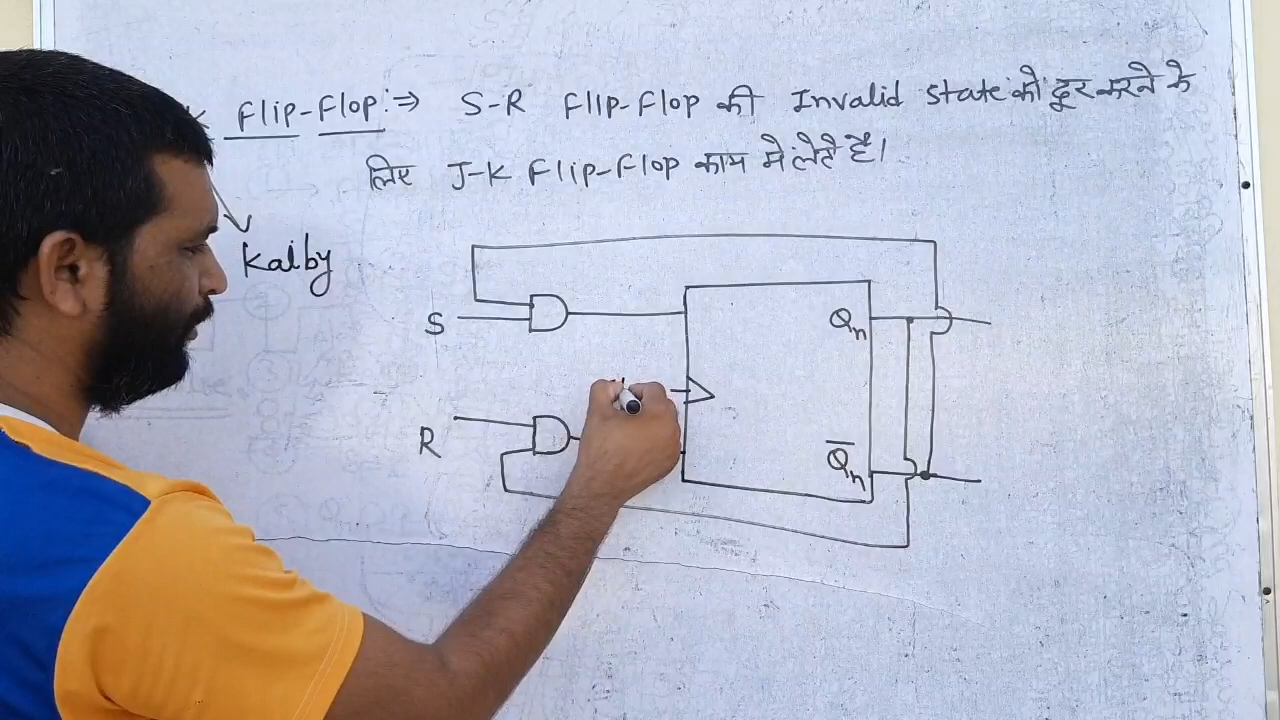 Flip-Flop :⇒ S-R Flip-Flop की Invalid State को दूर करने के
लिए J-K Flip-Flop काम में लेते है।
Kalby
S
Qn
R
Q̅n